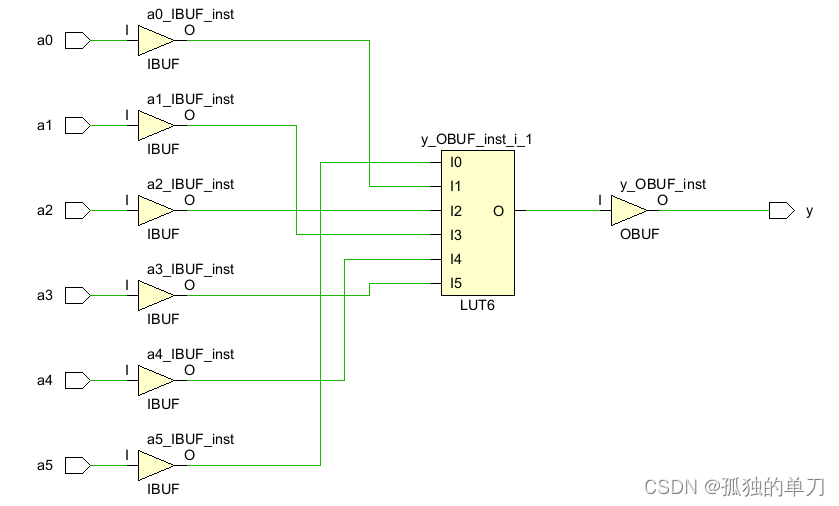 a0_IBUF_inst
a0 I O
IBUF
a1_IBUF_inst
a1 I O
IBUF
a2_IBUF_inst
a2 I O
IBUF
a3_IBUF_inst
a3 I O
IBUF
a4_IBUF_inst
a4 I O
IBUF
a5_IBUF_inst
a5 I O
IBUF
y_OBUF_inst_i_1
I0
I1
I2 O
I3
I4
I5
LUT6
y_OBUF_inst
I O
y
OBUF
CSDN @孤独的单刀